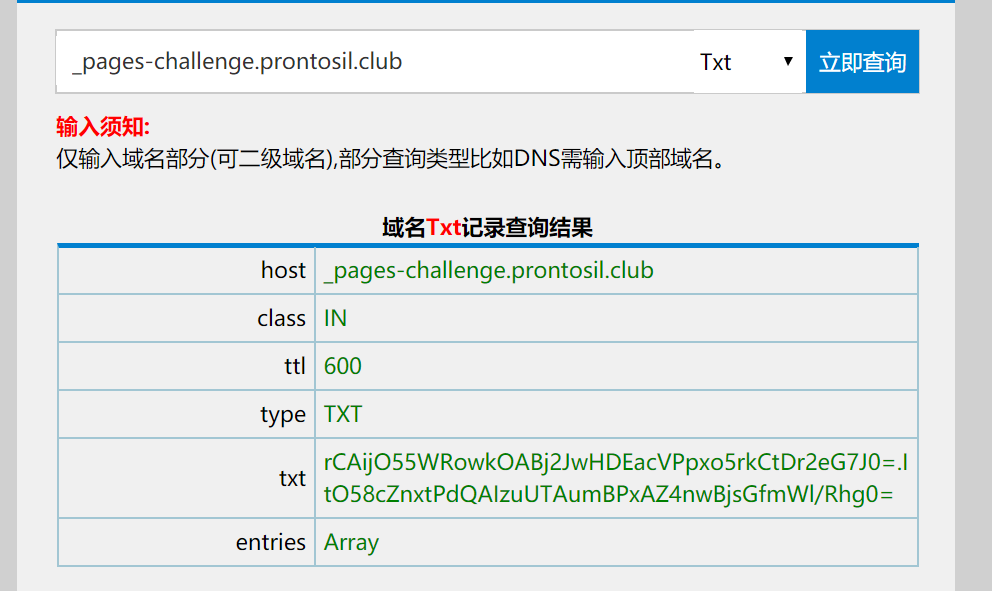 _pages-challenge.prontosil.club Txt 立即查询
输入须知:
仅输入域名部分(可二级域名),部分查询类型比如DNS需输入顶部域名。
域名Txt记录查询结果
host _pages-challenge.prontosil.club
class IN
ttl 600
type TXT
txt rCAijO55WRowkOABj2JwHDEacVPpxo5rkCtDr2eG7J0=.I
tO58cZnxtPdQAIzuUTAumBPxAZ4nwBjsGfmWl/Rhg0=
entries Array